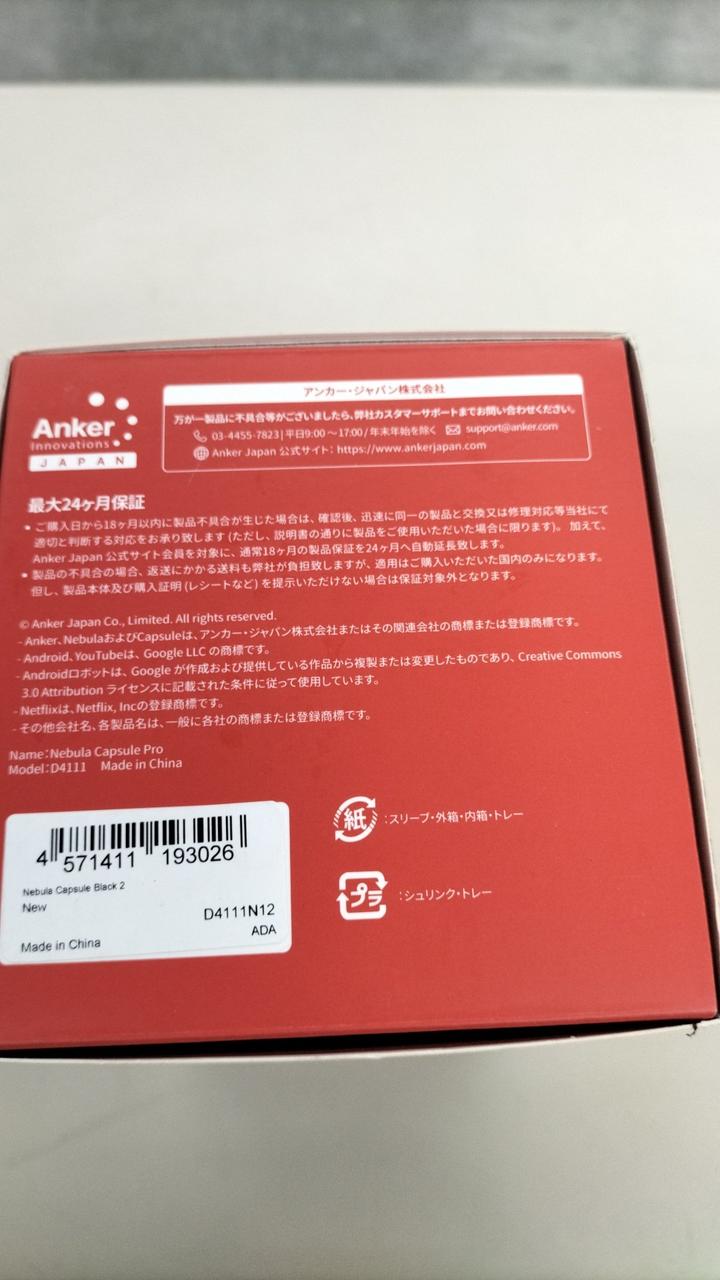 Anker
Innovations
JAPAN
アンカー・ジャパン株式会社
万が一製品に不具合等がございましたら、弊社カスタマーサポートまでお問い合わせください。
03-4455-7823|平日9:00～17:00/年末年始を除く support@anker.com
Anker Japan 公式サイト：https://www.ankerjapan.com
最大24ヶ月保証
• ご購入日から18ヶ月以内に製品不具合が生じた場合は、確認後、迅速に同一の製品と交換又は修理対応等当社にて
適切と判断する対応をお承り致します (ただし、説明書の通りに製品をご使用いただいた場合に限ります)。 加えて、
Anker Japan 公式サイト会員を対象に、通常18ヶ月の製品保証を24ヶ月へ自動延長致します。
• 製品の不具合の場合、返送にかかる送料も弊社が負担致しますが、適用はご購入いただいた国内のみになります。
但し、製品本体及び購入証明 (レシートなど) を提示いただけない場合は保証対象外となります。
© Anker Japan Co., Limited. All rights reserved.
- Anker、NebulaおよびCapsuleは、アンカー・ジャパン株式会社またはその関連会社の商標または登録商標です。
- Android、YouTubeは、Google LLC の商標です。
- Androidロボットは、Google が作成および提供している作品から複製または変更したものであり、Creative Commons
3.0 Attribution ライセンスに記載された条件に従って使用しています。
- Netflixは、Netflix, Incの登録商標です。
- その他会社名、各製品名は、一般に各社の商標または登録商標です。
Name：Nebula Capsule Pro
Model：D4111 Made in China
紙 ：スリーブ・外箱・内箱・トレー
プラ ：シュリンク・トレー
4 571411 193026
Nebula Capsule Black 2
New
D4111N12
ADA
Made in China